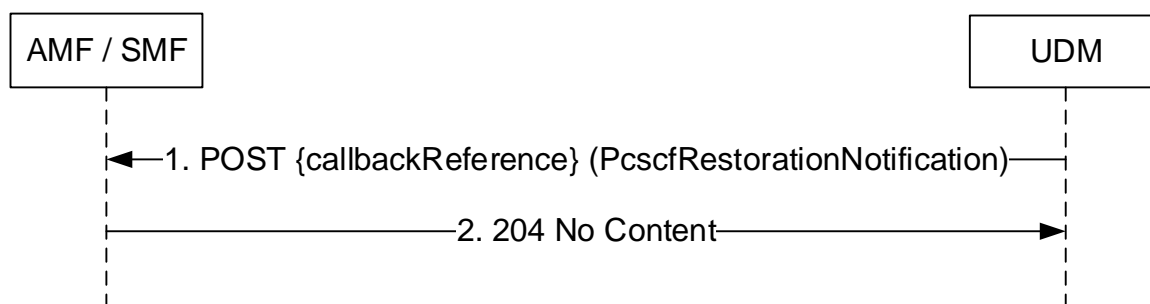 AMF / SMF
UDM
1. POST {callbackReference} (PcscfRestorationNotification)
2. 204 No Content